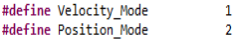 #define Velocity_Mode 1
#define Position_Mode 2